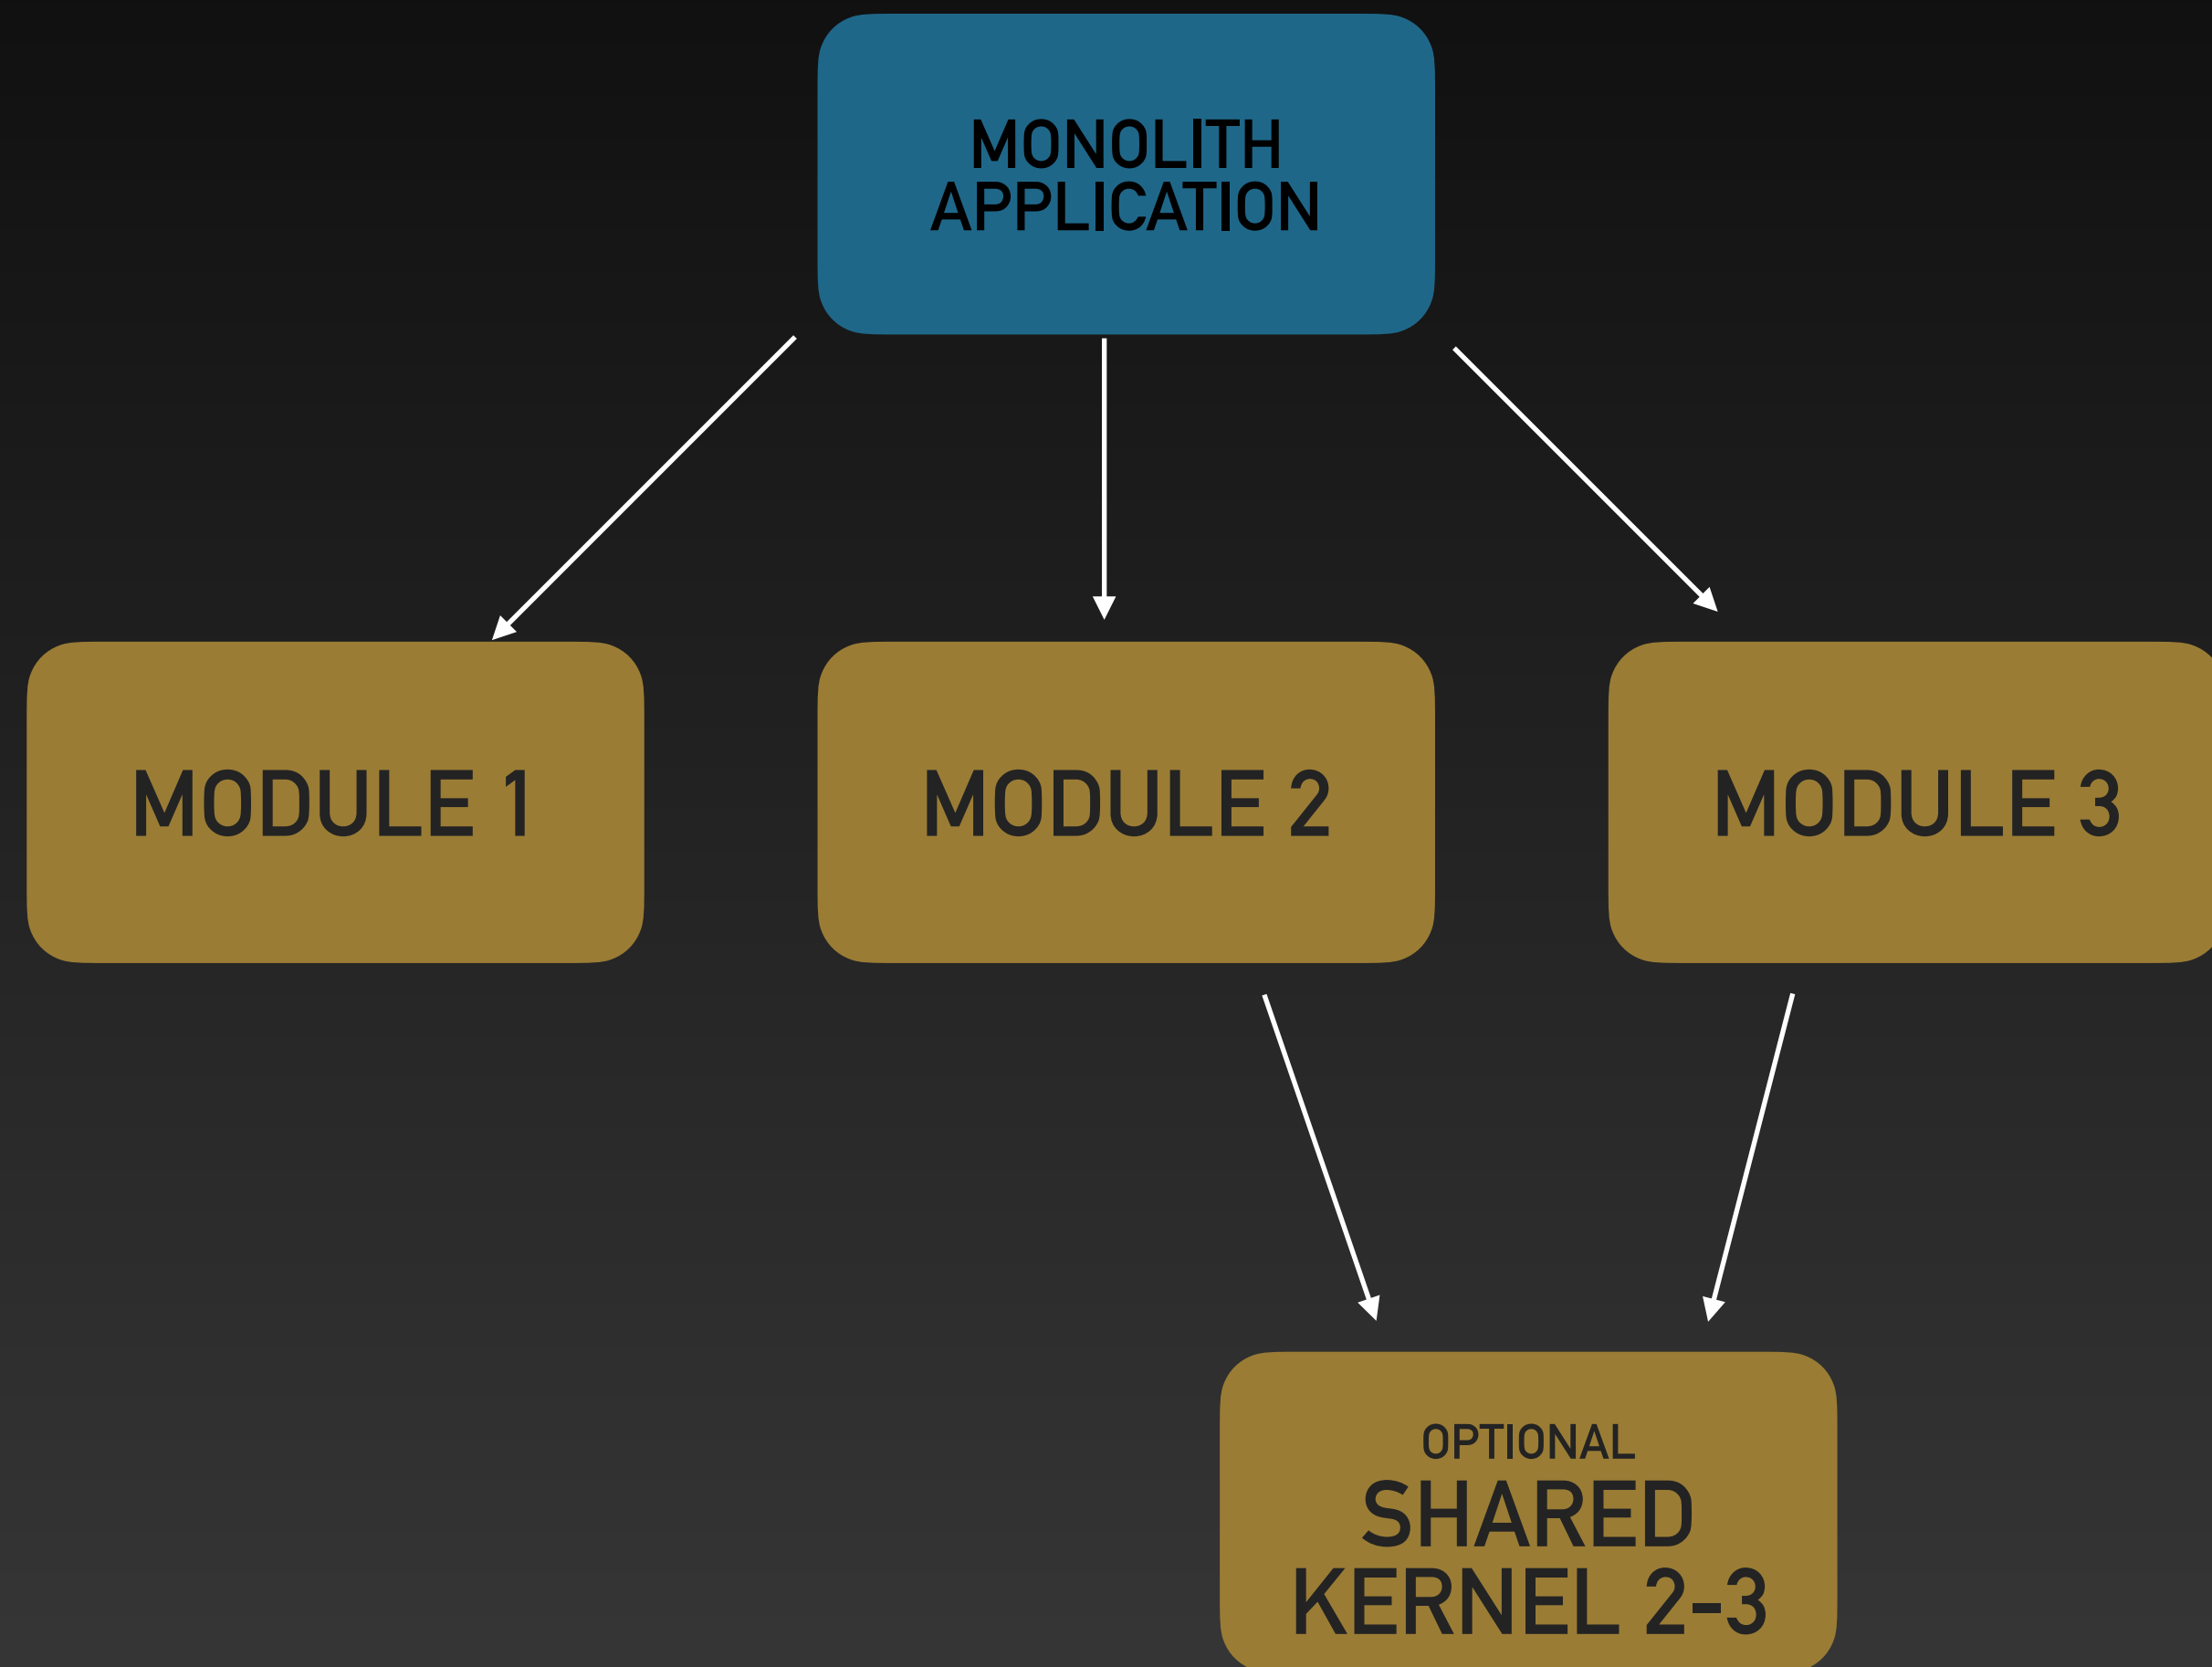 MONOLITH
APPLICATION
MODULE 1
MODULE 2
MODULE 3
OPTIONAL
SHARED
KERNEL 2-3